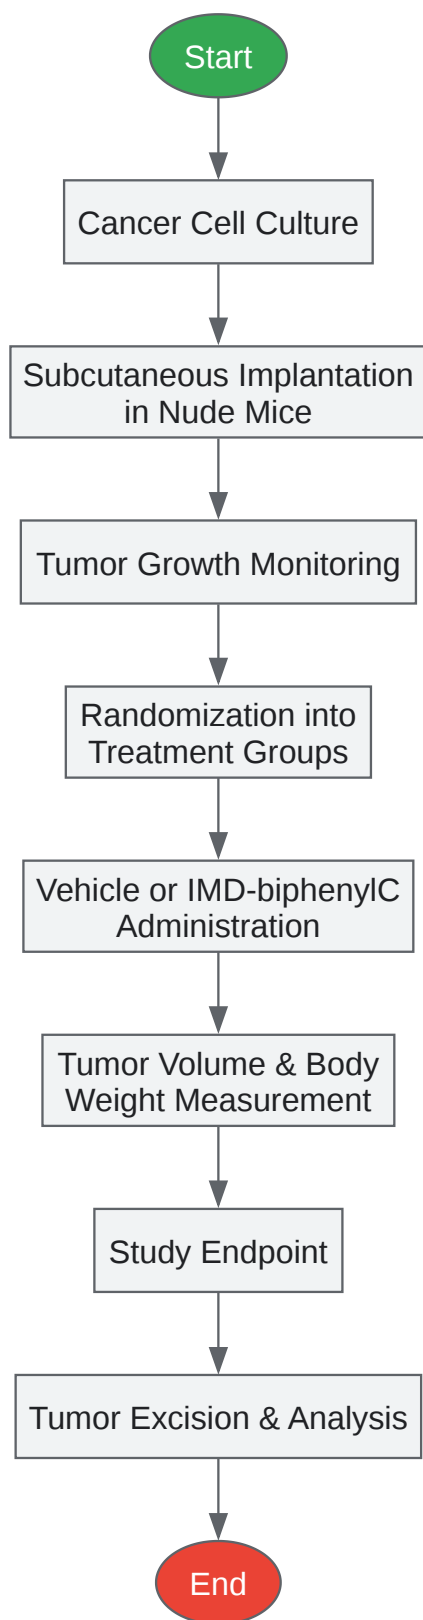 Start
Cancer Cell Culture
Subcutaneous Implantation
in Nude Mice
Tumor Growth Monitoring
Randomization into
Treatment Groups
Vehicle or IMD-biphenylC
Administration
Tumor Volume & Body
Weight Measurement
Study Endpoint
Tumor Excision & Analysis
End